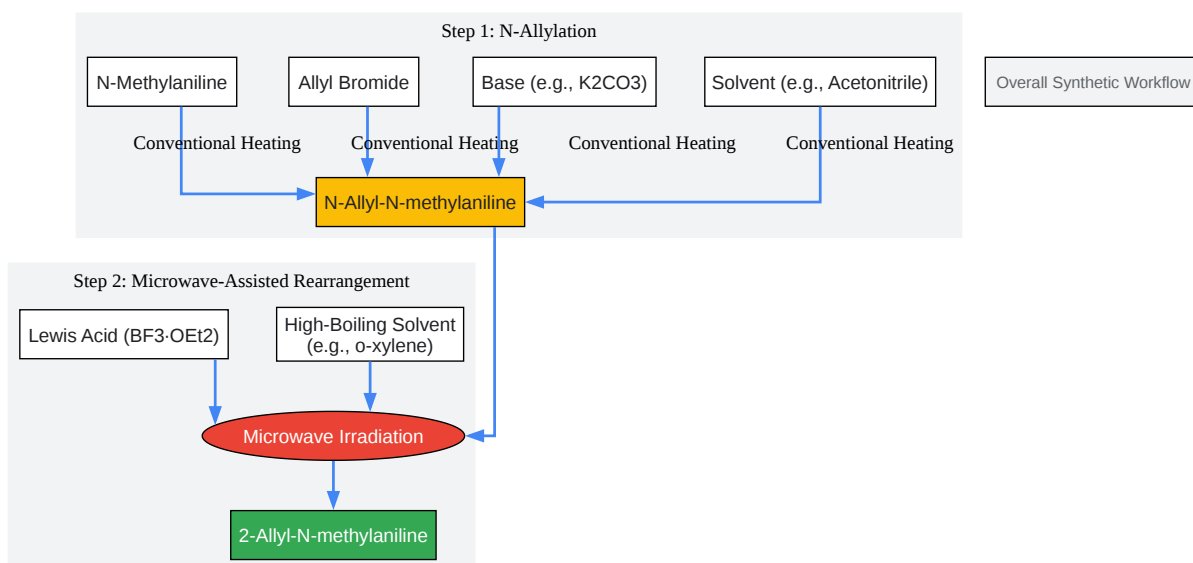 Step 1: N-Allylation
N-Methylaniline
Allyl Bromide
Base (e.g., K2CO3)
Solvent (e.g., Acetonitrile)
Overall Synthetic Workflow
Conventional Heating
Conventional Heating
Conventional Heating
Conventional Heating
N-Allyl-N-methylaniline
Step 2: Microwave-Assisted Rearrangement
Lewis Acid (BF3·OEt2)
High-Boiling Solvent
(e.g., o-xylene)
Microwave Irradiation
2-Allyl-N-methylaniline